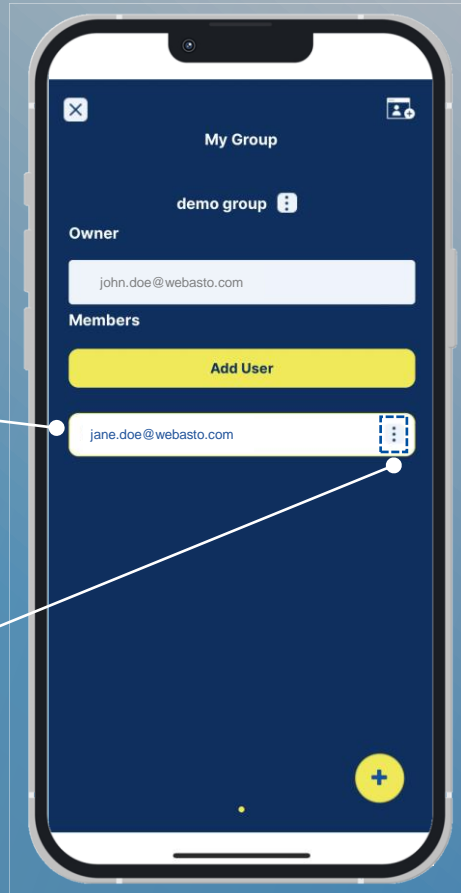 My Group
demo group
Owner
john.doe@webasto.com
Members
Add User
jane.doe@webasto.com